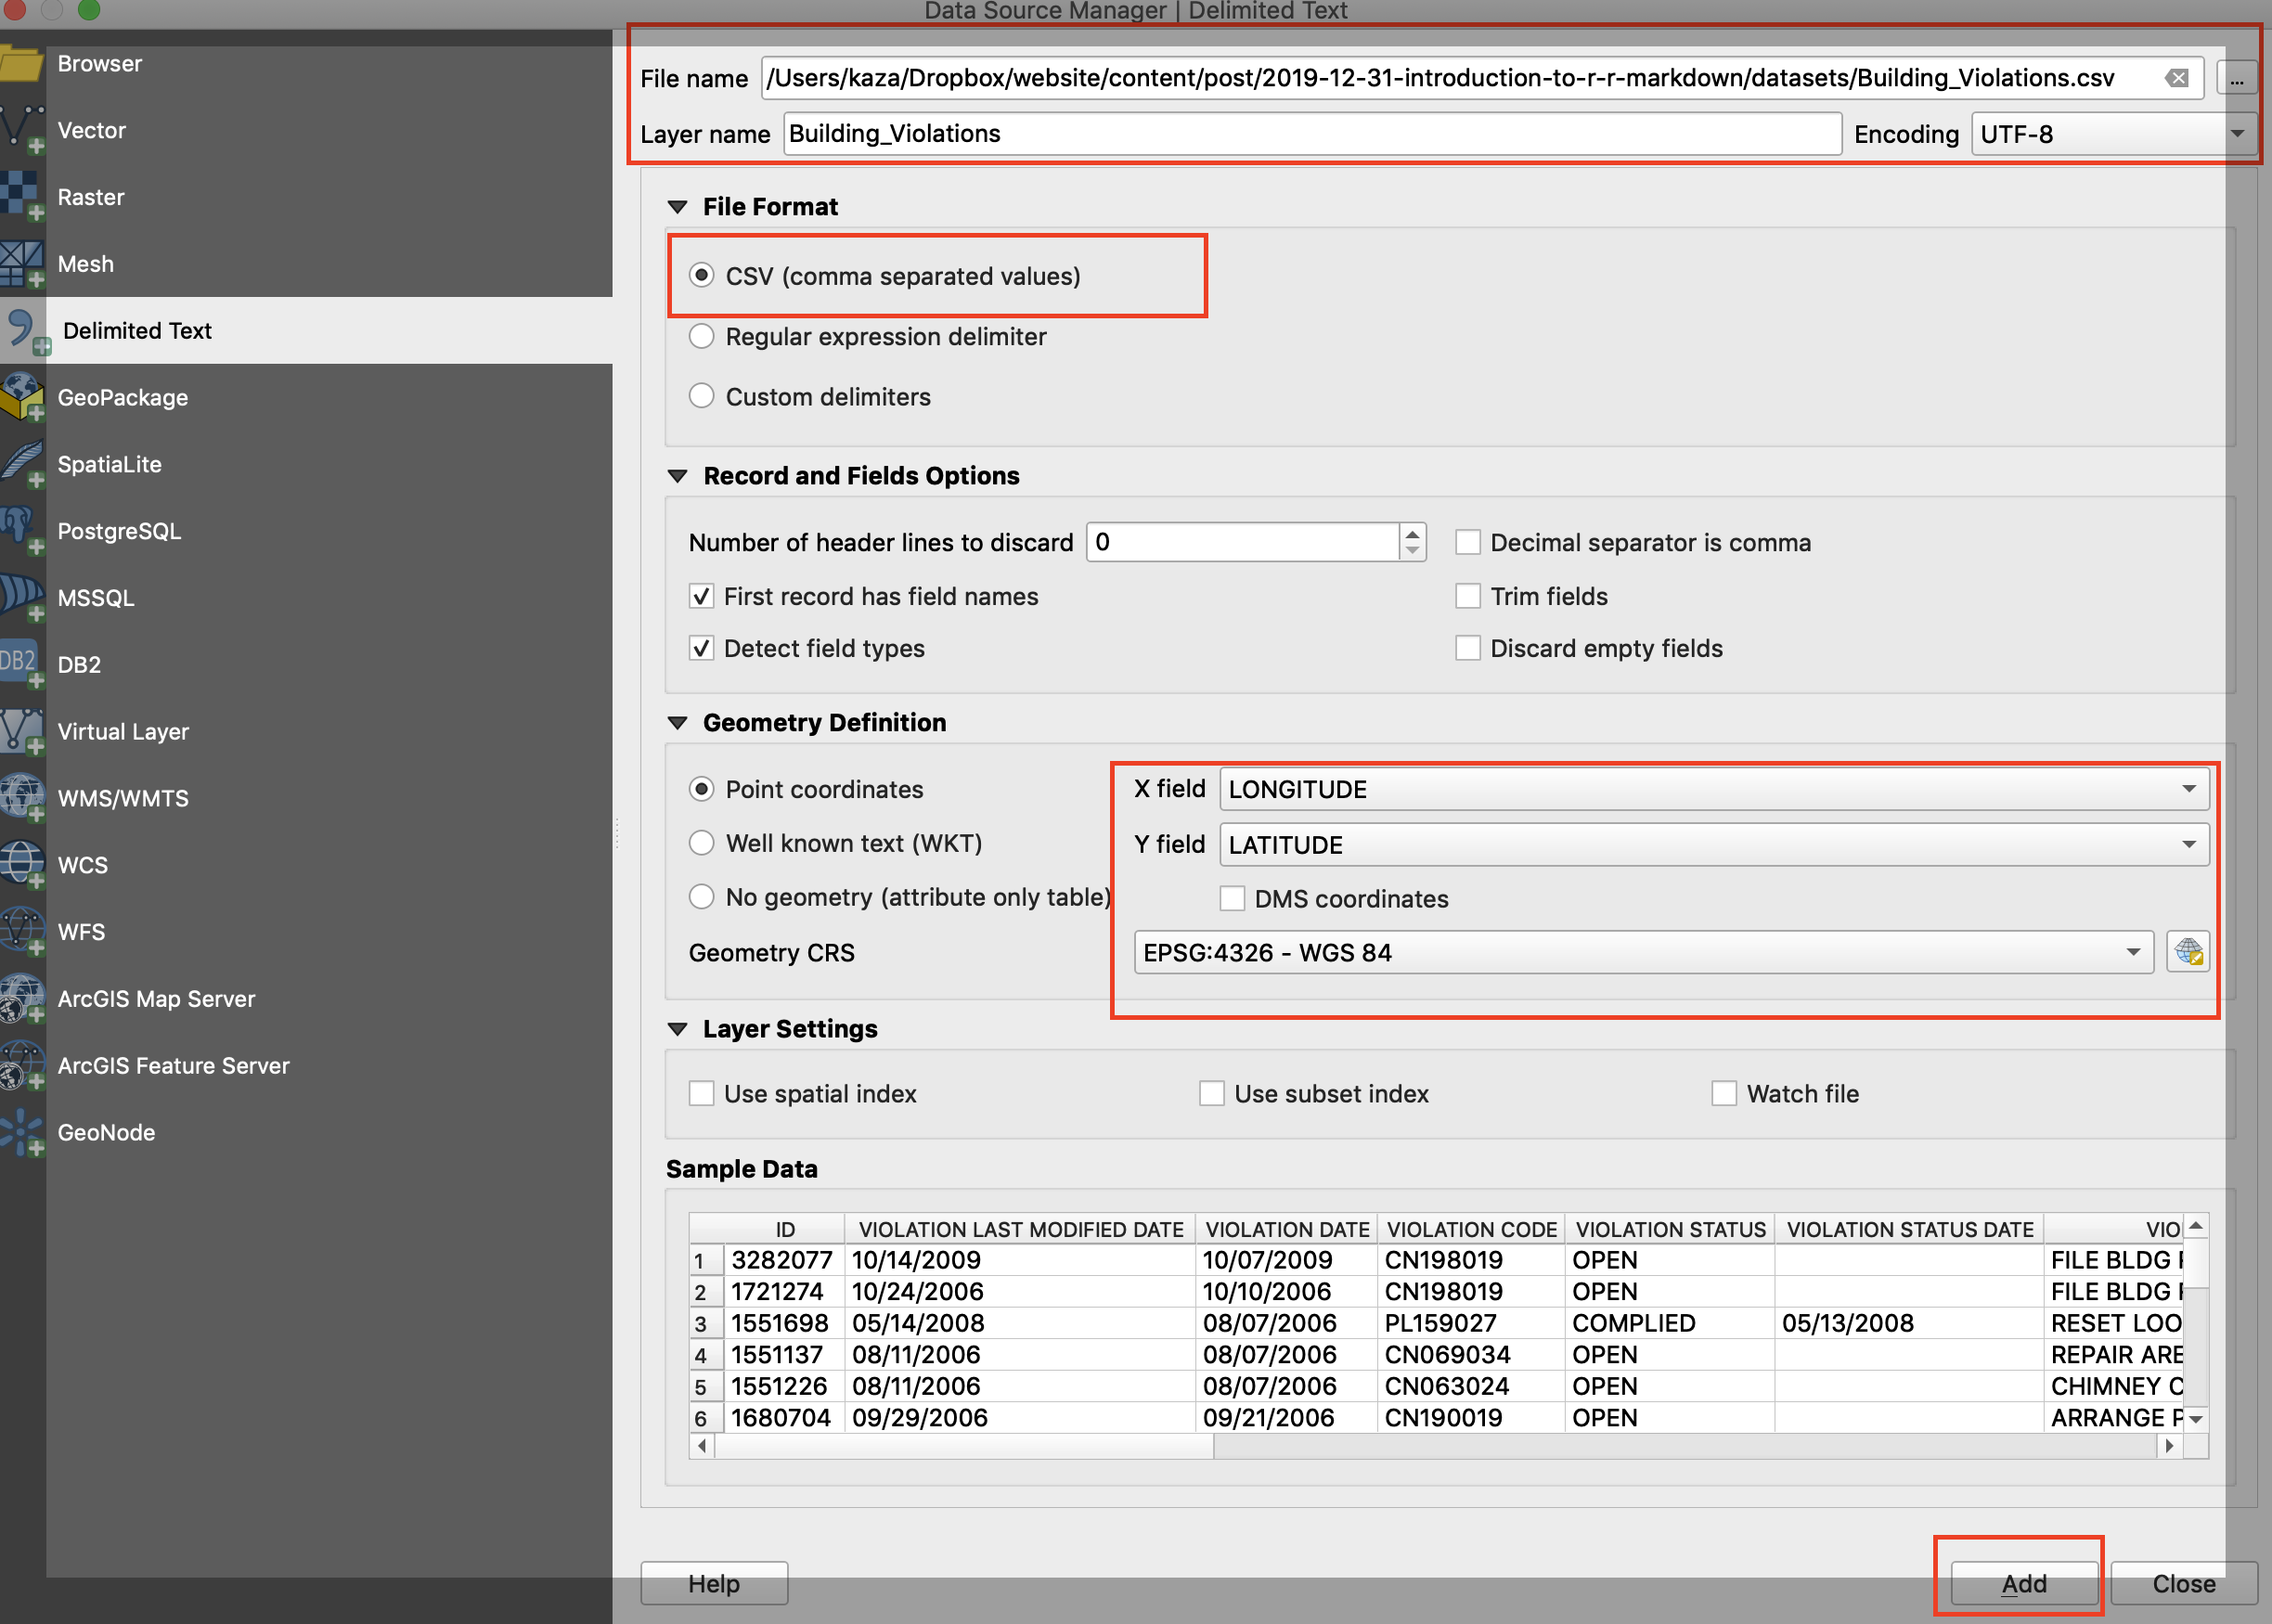 Data Source Manager | Delimited Text
Browser
Vector
Raster
Mesh
Delimited Text
GeoPackage
SpatiaLite
PostgreSQL
MSSQL
DB2
DB2
Virtual Layer
WMS/WMTS
WCS
WFS
ArcGIS Map Server
ArcGIS Feature Server
GeoNode
File name /Users/kaza/Dropbox/website/content/post/2019-12-31-introduction-to-r-r-markdown/datasets/Building_Violations.csv ...
Layer name Building_Violations Encoding UTF-8
File Format
CSV (comma separated values)
Regular expression delimiter
Custom delimiters
Record and Fields Options
Number of header lines to discard 0 Decimal separator is comma
First record has field names Trim fields
Detect field types Discard empty fields
Geometry Definition
Point coordinates X field LONGITUDE
Well known text (WKT) Y field LATITUDE
No geometry (attribute only table) DMS coordinates
Geometry CRS EPSG:4326 - WGS 84
Layer Settings
Use spatial index Use subset index Watch file
Sample Data
ID VIOLATION LAST MODIFIED DATE VIOLATION DATE VIOLATION CODE VIOLATION STATUS VIOLATION STATUS DATE VIO
1 3282077 10/14/2009 10/07/2009 CN198019 OPEN FILE BLDG
2 1721274 10/24/2006 10/10/2006 CN198019 OPEN FILE BLDG
3 1551698 05/14/2008 08/07/2006 PL159027 COMPLIED 05/13/2008 RESET LOO
4 1551137 08/11/2006 08/07/2006 CN069034 OPEN REPAIR ARE
5 1551226 08/11/2006 08/07/2006 CN063024 OPEN CHIMNEY C
6 1680704 09/29/2006 09/21/2006 CN190019 OPEN ARRANGE P
Help Add Close